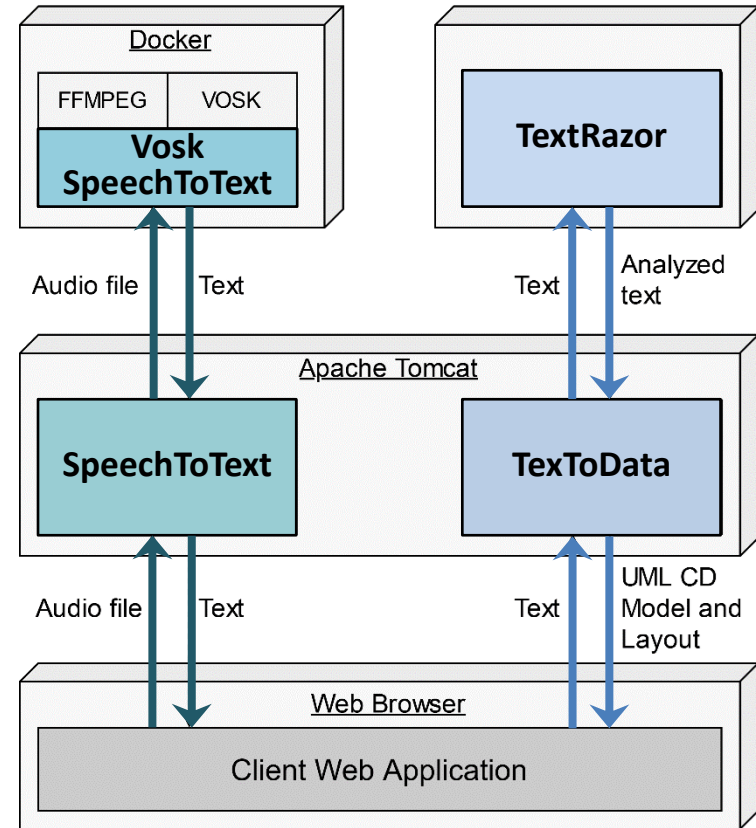 Docker
FFMPEG
VOSK
Vosk
SpeechToText
TextRazor
Audio file
Text
Text
Analyzed
text
Apache Tomcat
SpeechToText
TexToData
Audio file
Text
Text
UML CD
Model and
Layout
Web Browser
Client Web Application